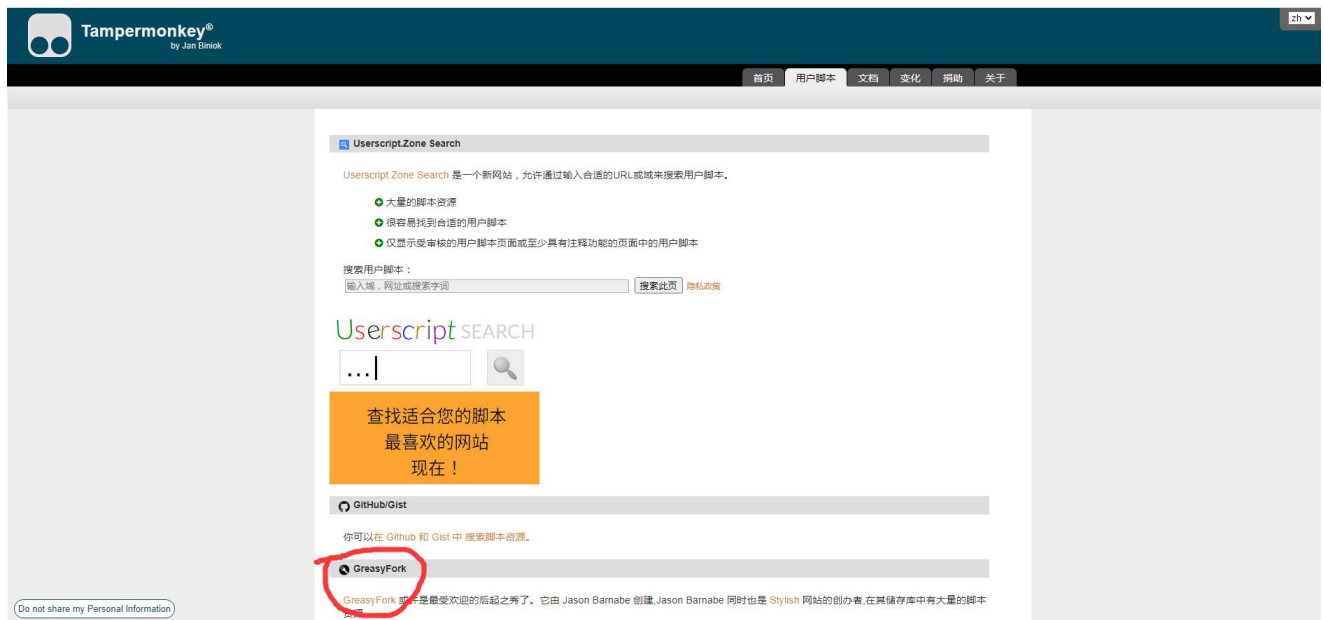 Tampermonkey®
by Jan Biniok
zh
首页 用户脚本 文档 变化 捐助 关于
Userscript.Zone Search
Userscript.Zone Search 是一个新网站，允许通过输入合适的URL或域来搜索用户脚本。
大量的脚本资源
很容易找到合适的用户脚本
仅显示受审核的用户脚本页面或至少具有注释功能的页面中的用户脚本
搜索用户脚本：
输入域，网址或搜索字词 搜索此页 隐私政策
Userscript SEARCH
...
查找适合您的脚本
最喜欢的网站
现在！
GitHub/Gist
你可以在 Github 和 Gist 中 搜索脚本资源。
GreasyFork
GreasyFork 或许是最受欢迎的后起之秀了。它由 Jason Barnabe 创建,Jason Barnabe 同时也是 Stylish 网站的创办者,在其储存库中有大量的脚本
资源
Do not share my Personal Information